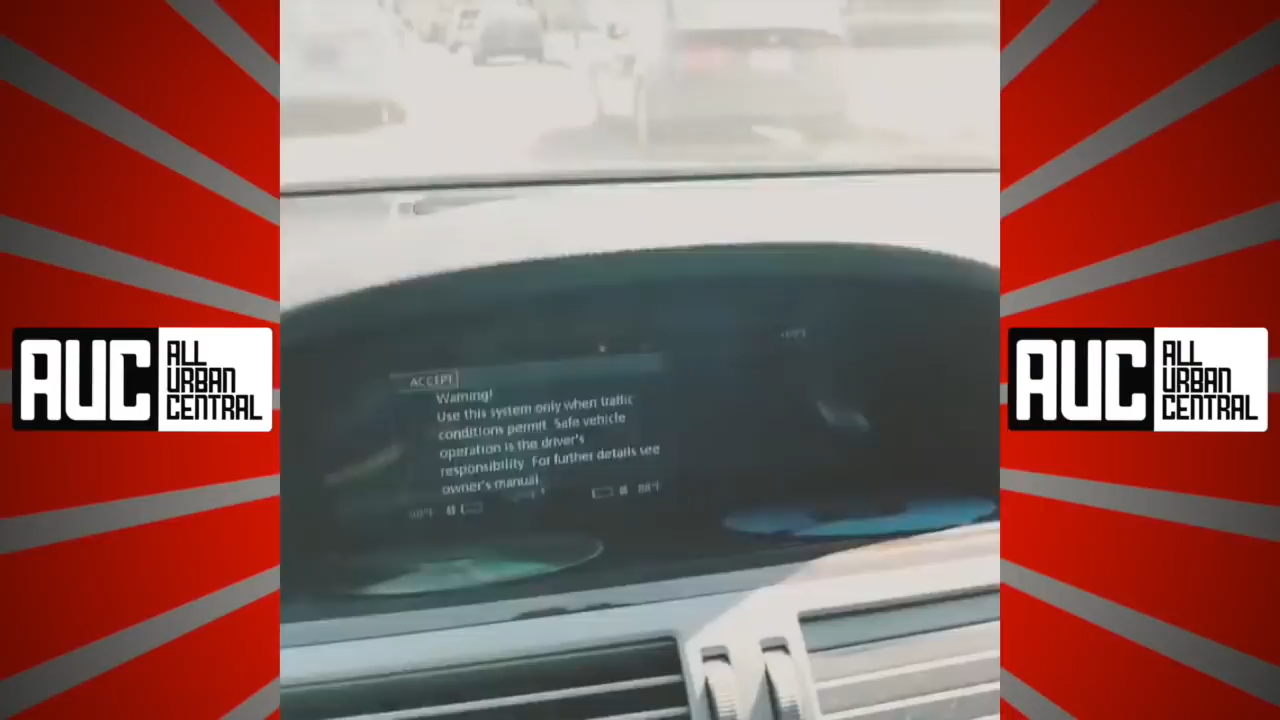 AUC
ALL
URBAN
CENTRAL
ACCEPT
Warning!
Use this system only when traffic
conditions permit. Safe vehicle
operation is the driver's
responsibility. For further details see
owner's manual.
AUC
ALL
URBAN
CENTRAL